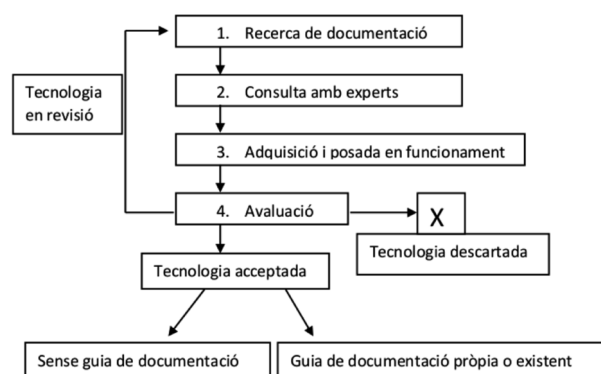 1. Recerca de documentació
Tecnologia
en revisió
2. Consulta amb experts
3. Adquisició i posada en funcionament
4. Avaluació
X
Tecnologia descartada
Tecnologia acceptada
Sense guia de documentació
Guia de documentació pròpia o existent